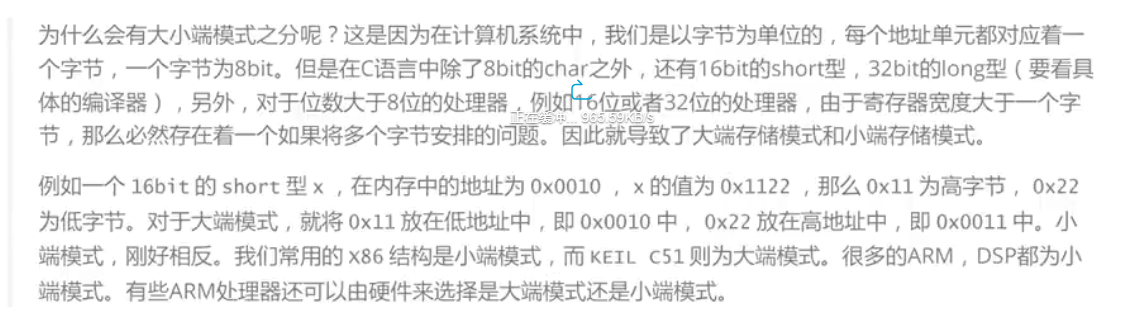 为什么会有大小端模式之分呢？这是因为在计算机系统中，我们是以字节为单位的，每个地址单元都对应着一
个字节，一个字节为8bit。但是在C语言中除了8bit的char之外，还有16bit的short型，32bit的long型（要看具
体的编译器），另外，对于位数大于8位的处理器，例如16位或者32位的处理器，由于寄存器宽度大于一个字
正在缓冲... 965.59KB/s
节，那么必然存在着一个如果将多个字节安排的问题。因此就导致了大端存储模式和小端存储模式。
例如一个 16bit 的 short 型 x ，在内存中的地址为 0x0010 ， x 的值为 0x1122 ，那么 0x11 为高字节， 0x22
为低字节。对于大端模式，就将 0x11 放在低地址中，即 0x0010 中， 0x22 放在高地址中，即 0x0011 中。小
端模式，刚好相反。我们常用的 X86 结构是小端模式，而 KEIL C51 则为大端模式。很多的ARM，DSP都为小
端模式。有些ARM处理器还可以由硬件来选择是大端模式还是小端模式。